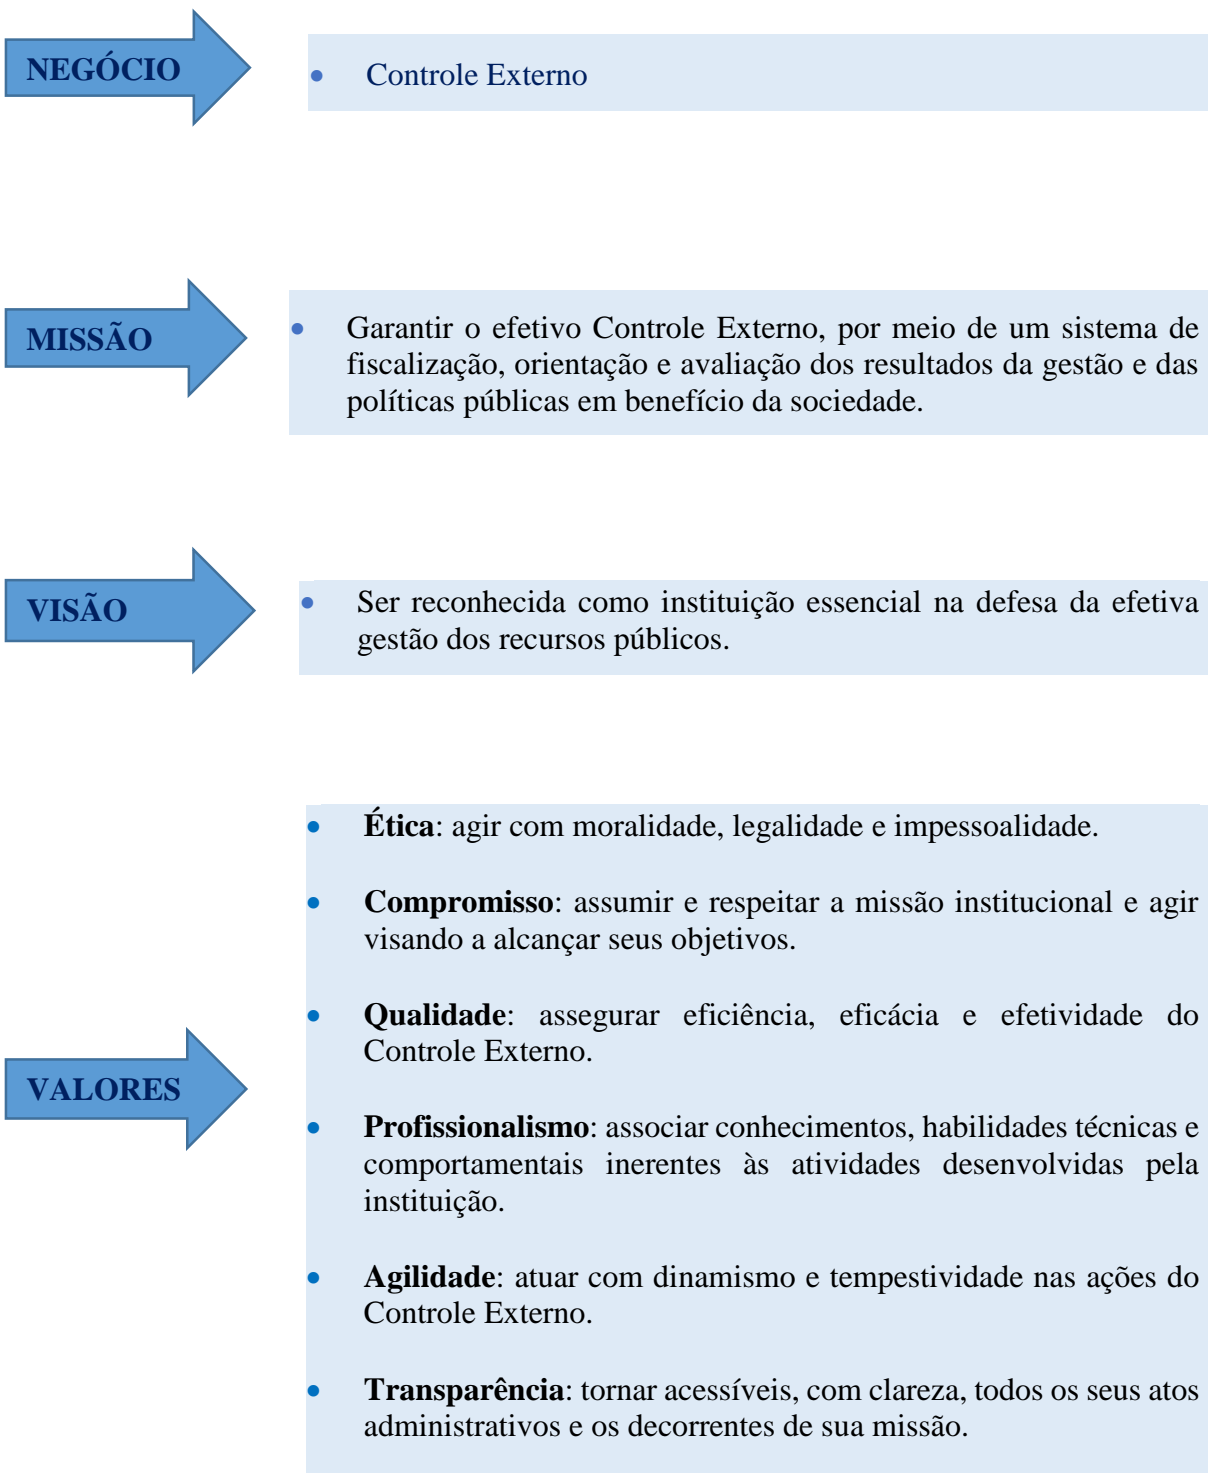 NEGÓCIO
Controle Externo
MISSÃO
Garantir o efetivo Controle Externo, por meio de um sistema de
fiscalização, orientação e avaliação dos resultados da gestão e das
políticas públicas em benefício da sociedade.
VISÃO
Ser reconhecida como instituição essencial na defesa da efetiva
gestão dos recursos públicos.
VALORES
Ética: agir com moralidade, legalidade e impessoalidade.
Compromisso: assumir e respeitar a missão institucional e agir
visando a alcançar seus objetivos.
Qualidade: assegurar eficiência, eficácia e efetividade do
Controle Externo.
Profissionalismo: associar conhecimentos, habilidades técnicas e
comportamentais inerentes às atividades desenvolvidas pela
instituição.
Agilidade: atuar com dinamismo e tempestividade nas ações do
Controle Externo.
Transparência: tornar acessíveis, com clareza, todos os seus atos
administrativos e os decorrentes de sua missão.